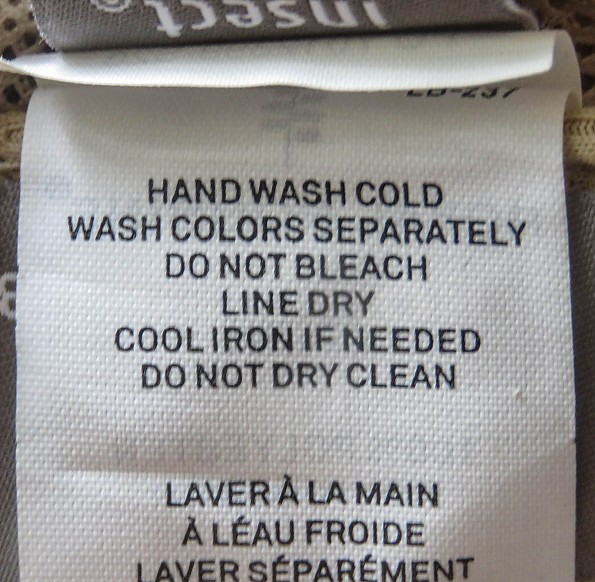 insect®
HAND WASH COLD
WASH COLORS SEPARATELY
DO NOT BLEACH
LINE DRY
COOL IRON IF NEEDED
DO NOT DRY CLEAN
LAVER À LA MAIN
À LÉAU FROIDE
LAVER SÉPARÉMENT